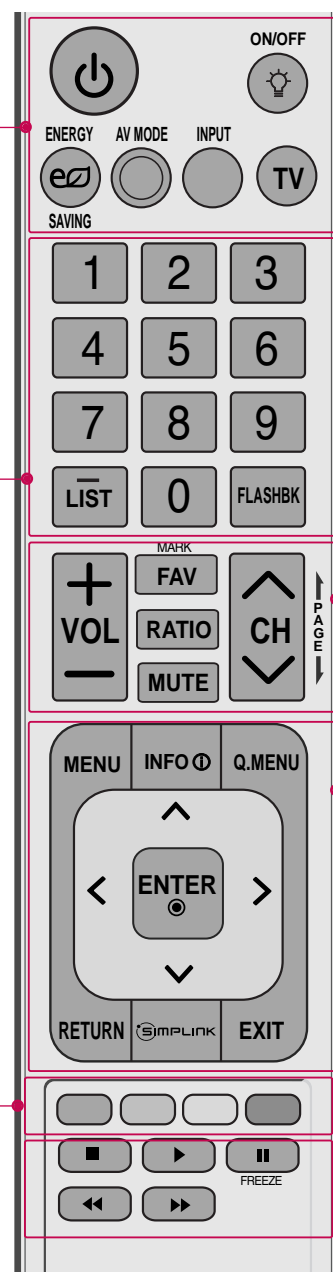 ON/OFF
ENERGY AV MODE INPUT
TV
SAVING
1 2 3
4 5 6
7 8 9
LIST 0 FLASHBK
MARK
FAV
VOL RATIO CH PAGE
MUTE
MENU INFO Q.MENU
ENTER
RETURN SIMPLINK EXIT
FREEZE